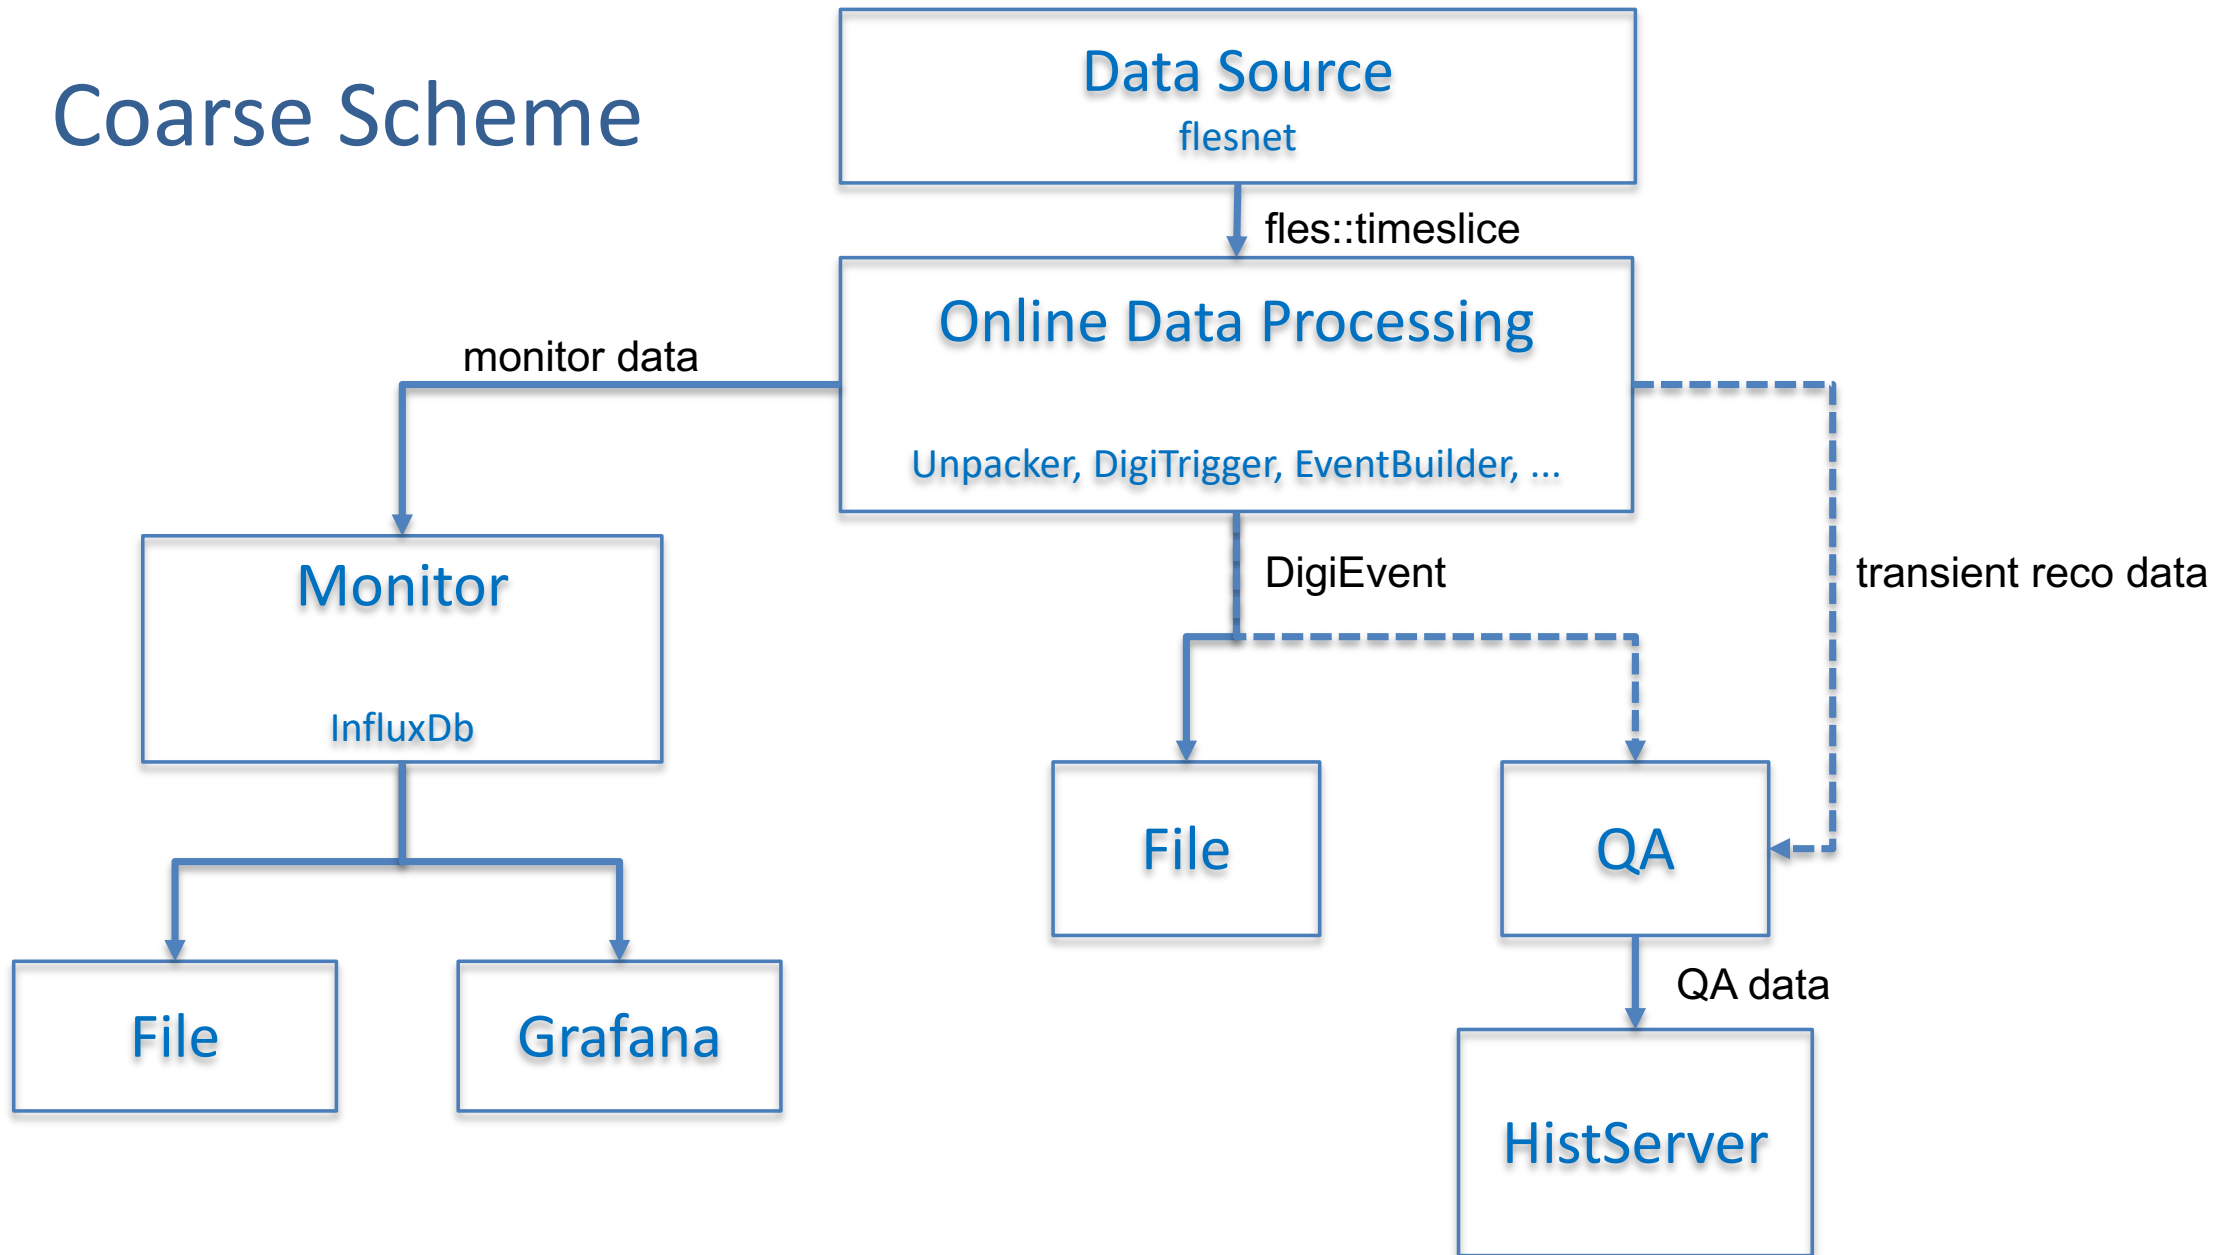 Coarse Scheme
Data Source
flesnet
fles::timeslice
Online Data Processing
Unpacker, DigiTrigger, EventBuilder, ...
monitor data
Monitor
InfluxDb
DigiEvent
transient reco data
File
QA
QA data
File
Grafana
HistServer